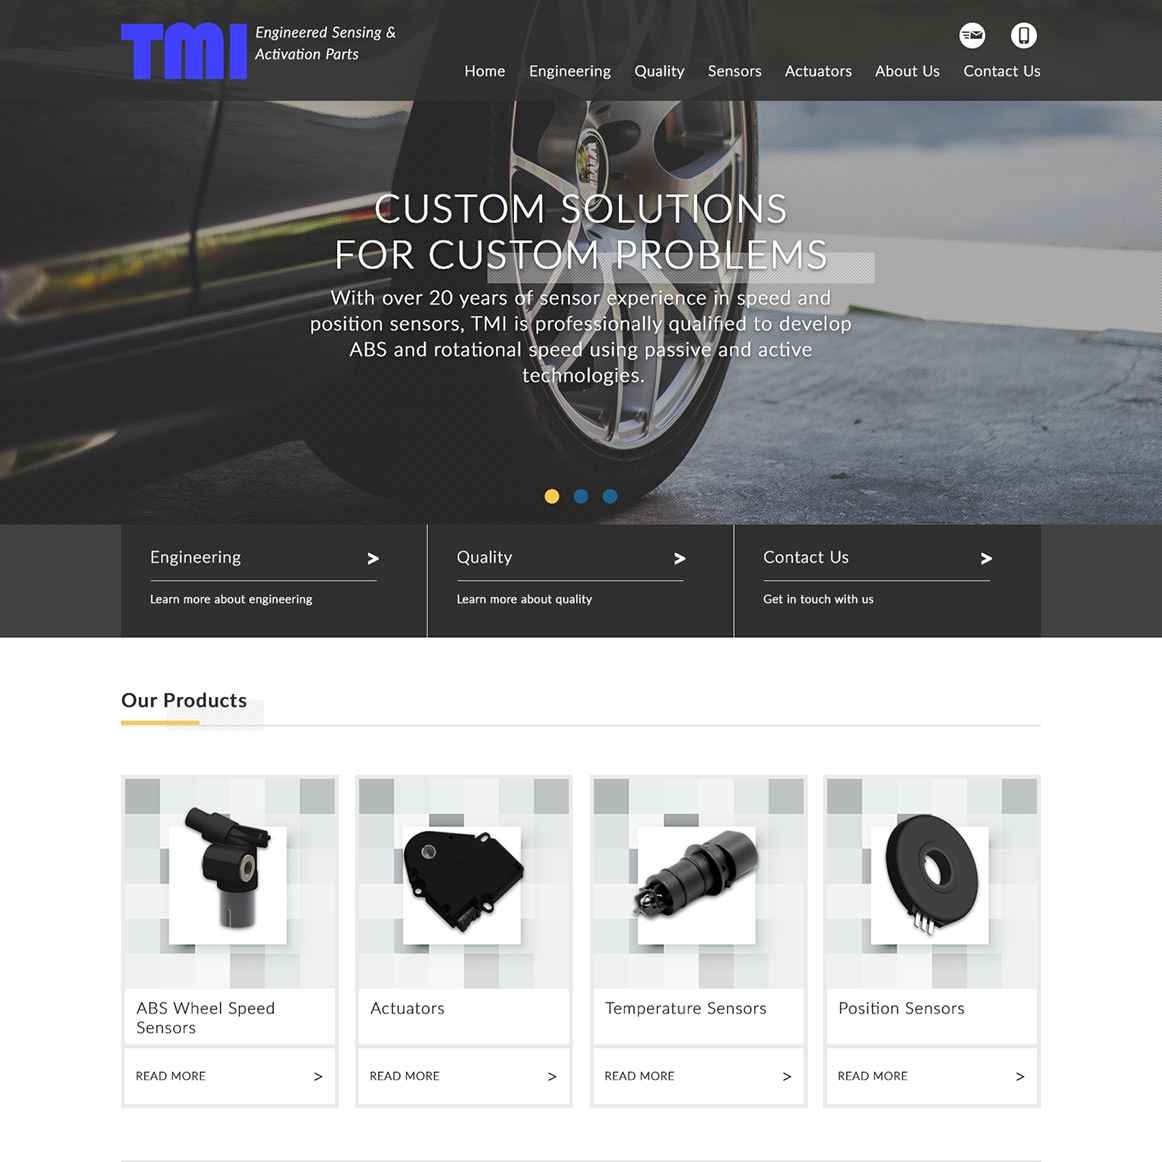 TMI
Engineered Sensing &
Activation Parts
Home Engineering Quality Sensors Actuators About Us Contact Us
CUSTOM SOLUTIONS
FOR CUSTOM PROBLEMS
With over 20 years of sensor experience in speed and
position sensors, TMI is professionally qualified to develop
ABS and rotational speed using passive and active
technologies.
Engineering >
Learn more about engineering
Quality >
Learn more about quality
Contact Us >
Get in touch with us
Our Products
ABS Wheel Speed
Sensors
READ MORE >
Actuators
READ MORE >
Temperature Sensors
READ MORE >
Position Sensors
READ MORE >